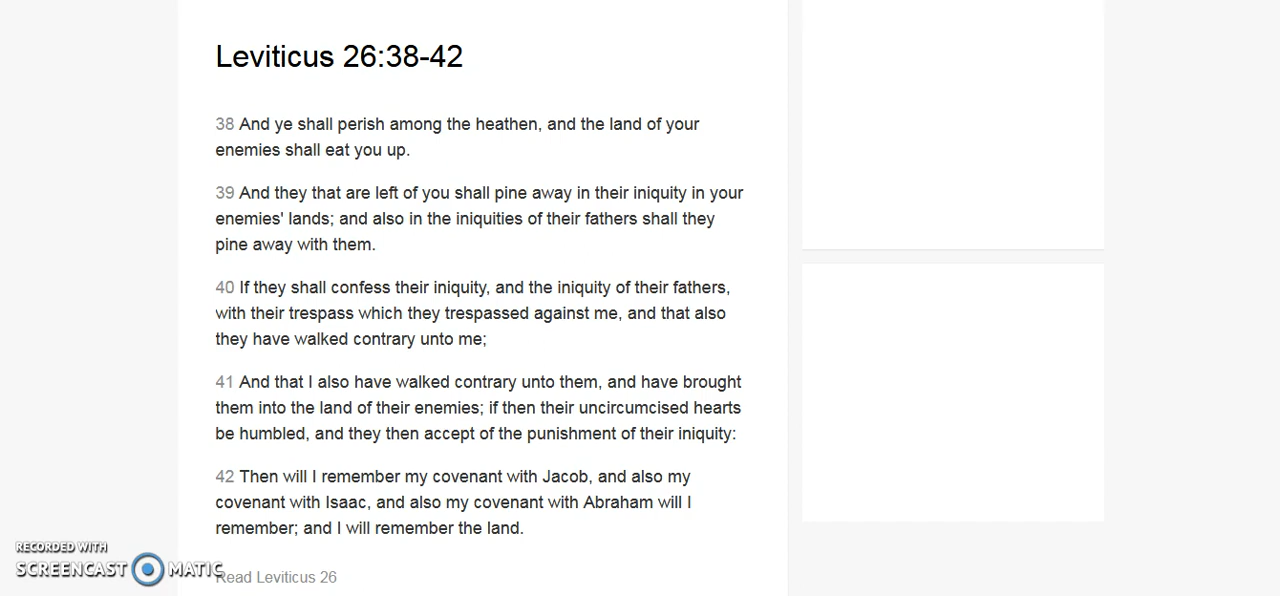 Leviticus 26:38-42
38 And ye shall perish among the heathen, and the land of your
enemies shall eat you up.
39 And they that are left of you shall pine away in their iniquity in your
enemies' lands; and also in the iniquities of their fathers shall they
pine away with them.
40 If they shall confess their iniquity, and the iniquity of their fathers,
with their trespass which they trespassed against me, and that also
they have walked contrary unto me;
41 And that I also have walked contrary unto them, and have brought
them into the land of their enemies; if then their uncircumcised hearts
be humbled, and they then accept of the punishment of their iniquity:
42 Then will I remember my covenant with Jacob, and also my
covenant with Isaac, and also my covenant with Abraham will I
remember; and I will remember the land.
RECORDED WITH
SCREENCAST MATIC
Read Leviticus 26